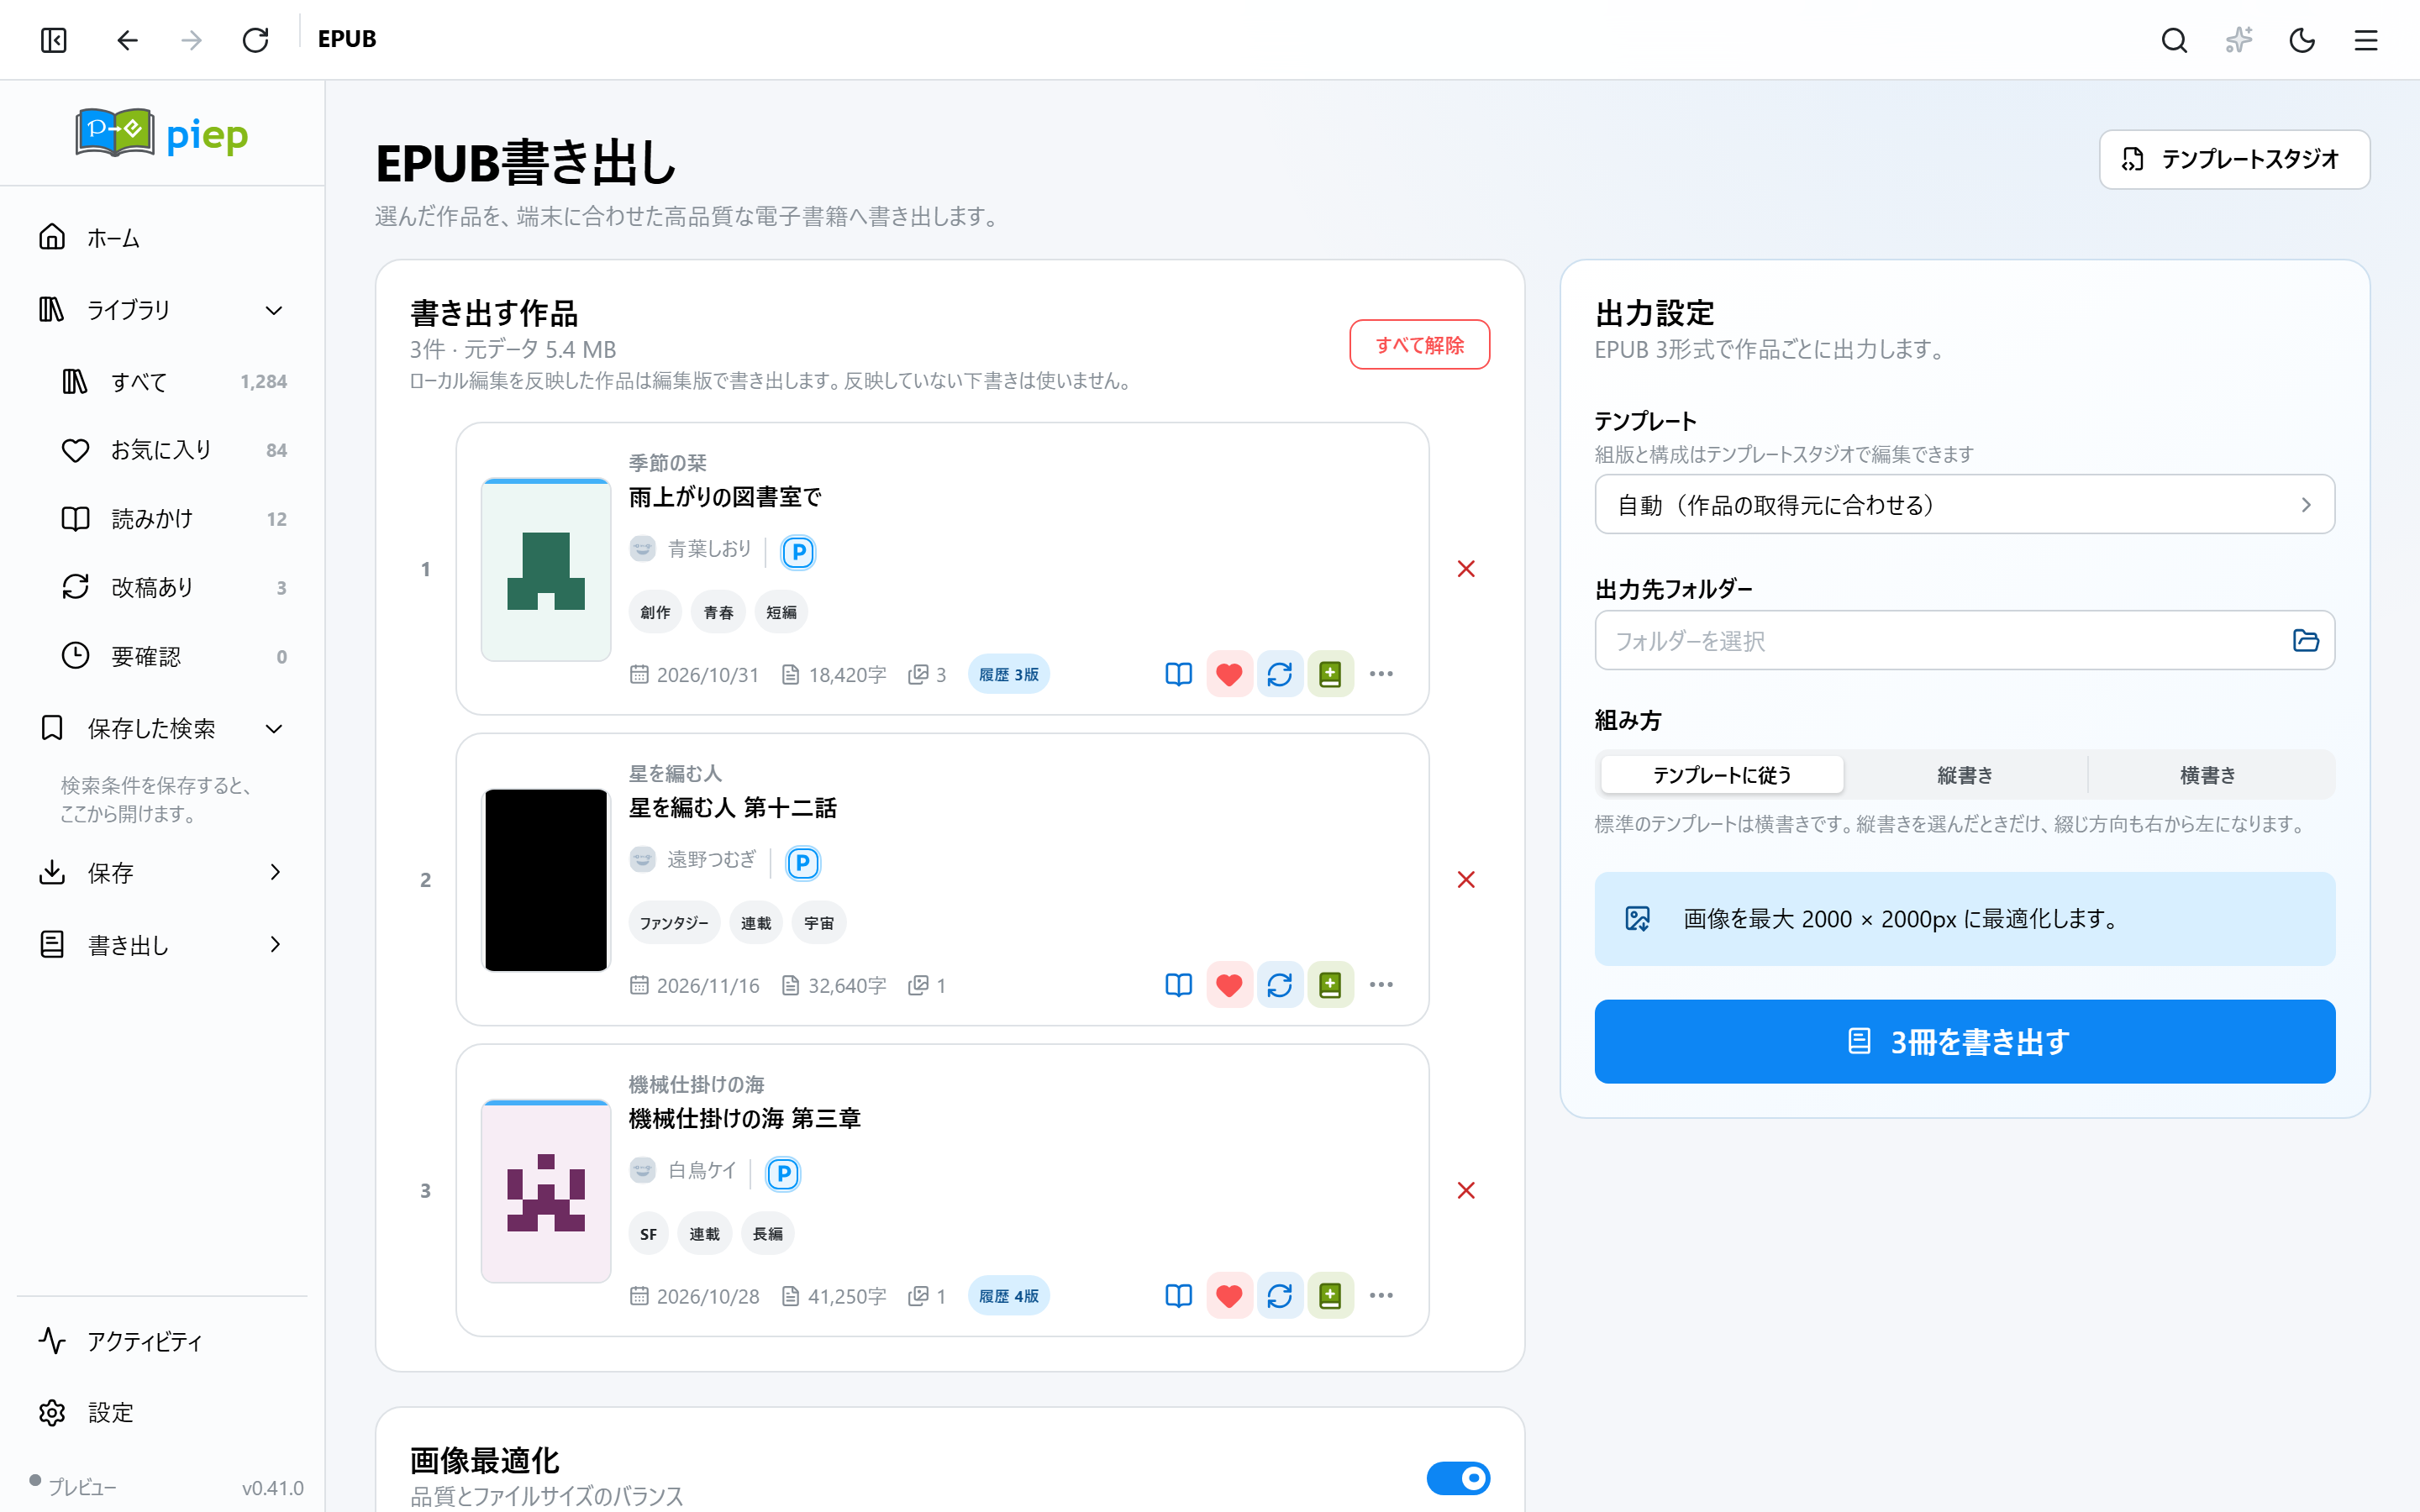 EPUB
piep
ホーム
ライブラリ
すべて 1,284
お気に入り 84
読みかけ 12
改稿あり 3
要確認 0
保存した検索
検索条件を保存すると、
ここから開けます。
保存
書き出し
アクティビティ
設定
プレビュー v0.41.0
EPUB書き出し
選んだ作品を、端末に合わせた高品質な電子書籍へ書き出します。
テンプレートスタジオ
書き出す作品
3件 · 元データ 5.4 MB
ローカル編集を反映した作品は編集版で書き出します。反映していない下書きは使いません。
すべて解除
1
季節の栞
雨上がりの図書室で
青葉しおり P
創作 青春 短編
2026/10/31 18,420字 3 履歴 3版
2
星を編む人
星を編む人 第十二話
遠野つむぎ P
ファンタジー 連載 宇宙
2026/11/16 32,640字 1
3
機械仕掛けの海
機械仕掛けの海 第三章
白鳥ケイ P
SF 連載 長編
2026/10/28 41,250字 1 履歴 4版
画像最適化
品質とファイルサイズのバランス
出力設定
EPUB 3形式で作品ごとに出力します。
テンプレート
組版と構成はテンプレートスタジオで編集できます
自動（作品の取得元に合わせる）
出力先フォルダー
フォルダーを選択
組み方
テンプレートに従う 縦書き 横書き
標準のテンプレートは横書きです。縦書きを選んだときだけ、綴じ方向も右から左になります。
画像を最大 2000 × 2000px に最適化します。
3冊を書き出す